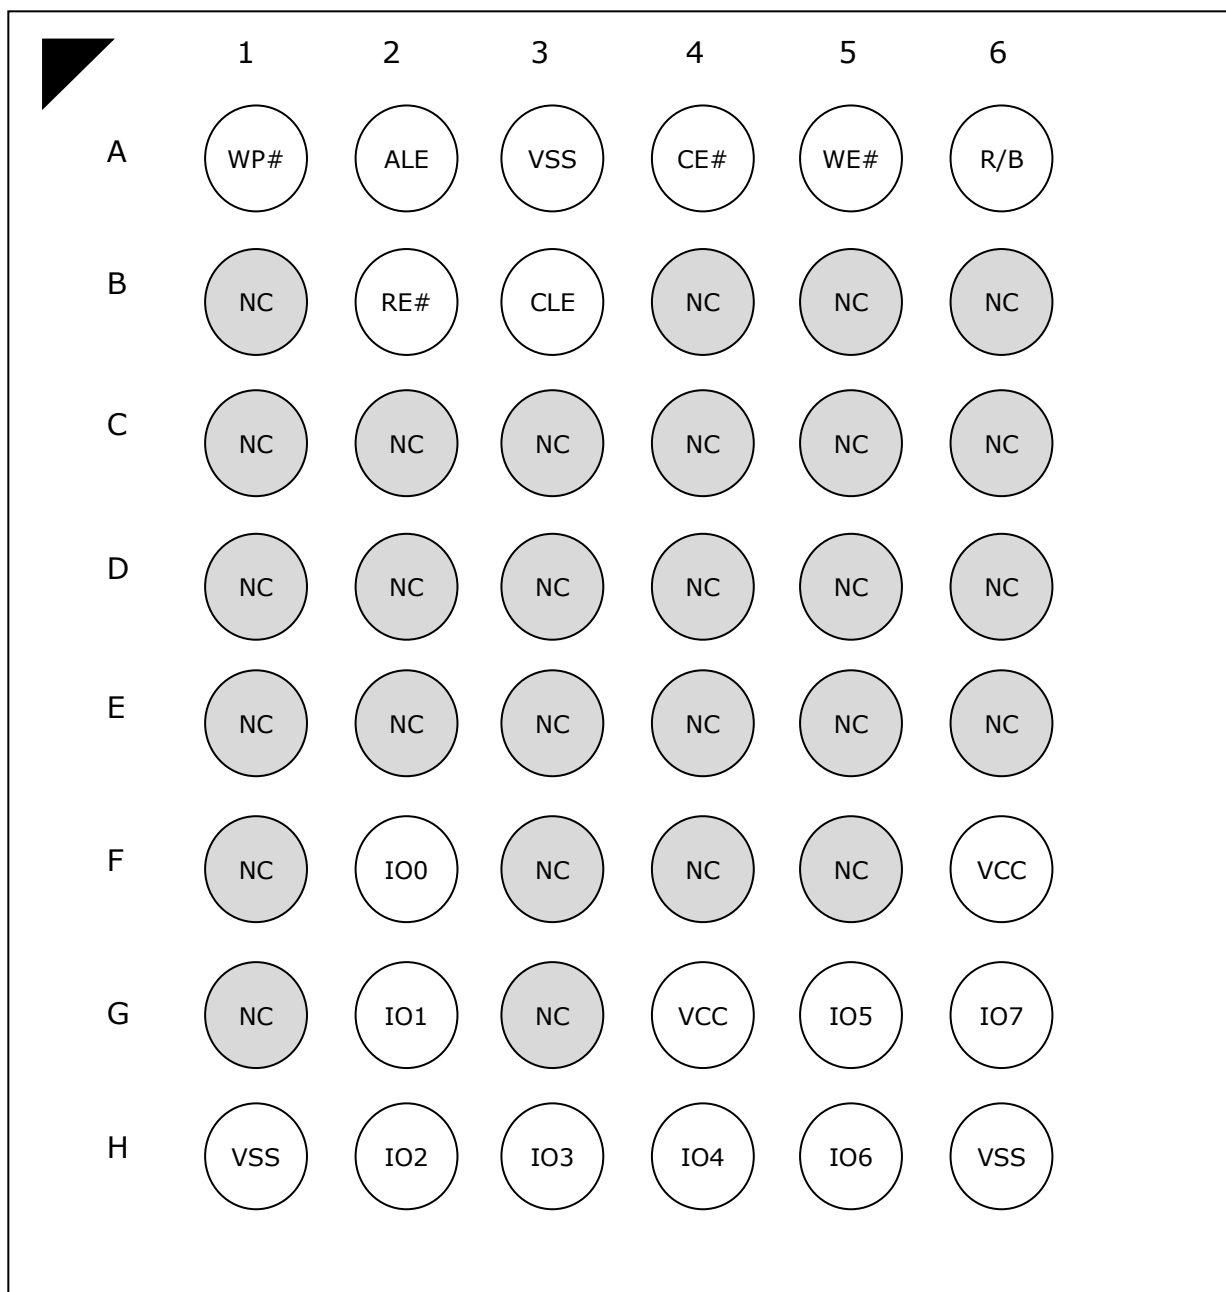 1 2 3 4 5 6
A WP# ALE VSS CE# WE# R/B
B NC RE# CLE NC NC NC
C NC NC NC NC NC NC
D NC NC NC NC NC NC
E NC NC NC NC NC NC
F NC IO0 NC NC NC VCC
G NC IO1 NC VCC IO5 IO7
H VSS IO2 IO3 IO4 IO6 VSS